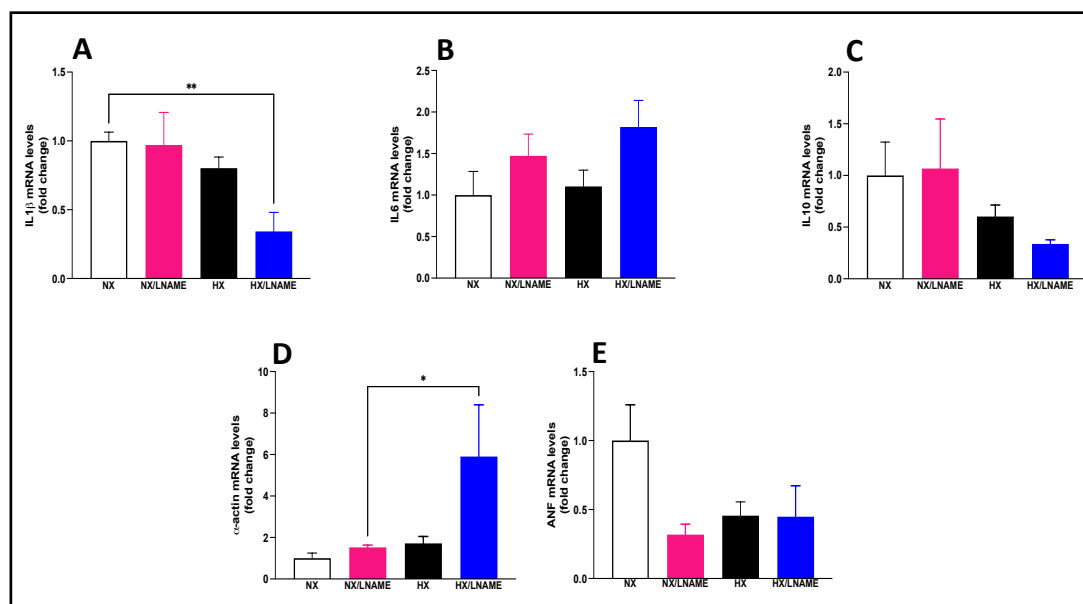 A
IL1β mRNA levels
(fold change)
1.5
1.0
0.5
0.0
**
NX
NX/LNAME
HX
HX/LNAME
B
IL6 mRNA levels
(fold change)
2.5
2.0
1.5
1.0
0.5
0.0
NX
NX/LNAME
HX
HX/LNAME
C
IL10 mRNA levels
(fold change)
2.0
1.5
1.0
0.5
0.0
NX
NX/LNAME
HX
HX/LNAME
D
α-actin mRNA levels
(fold change)
10
8
6
4
2
0
*
NX
NX/LNAME
HX
HX/LNAME
E
ANF mRNA levels
(fold change)
1.5
1.0
0.5
0.0
NX
NX/LNAME
HX
HX/LNAME